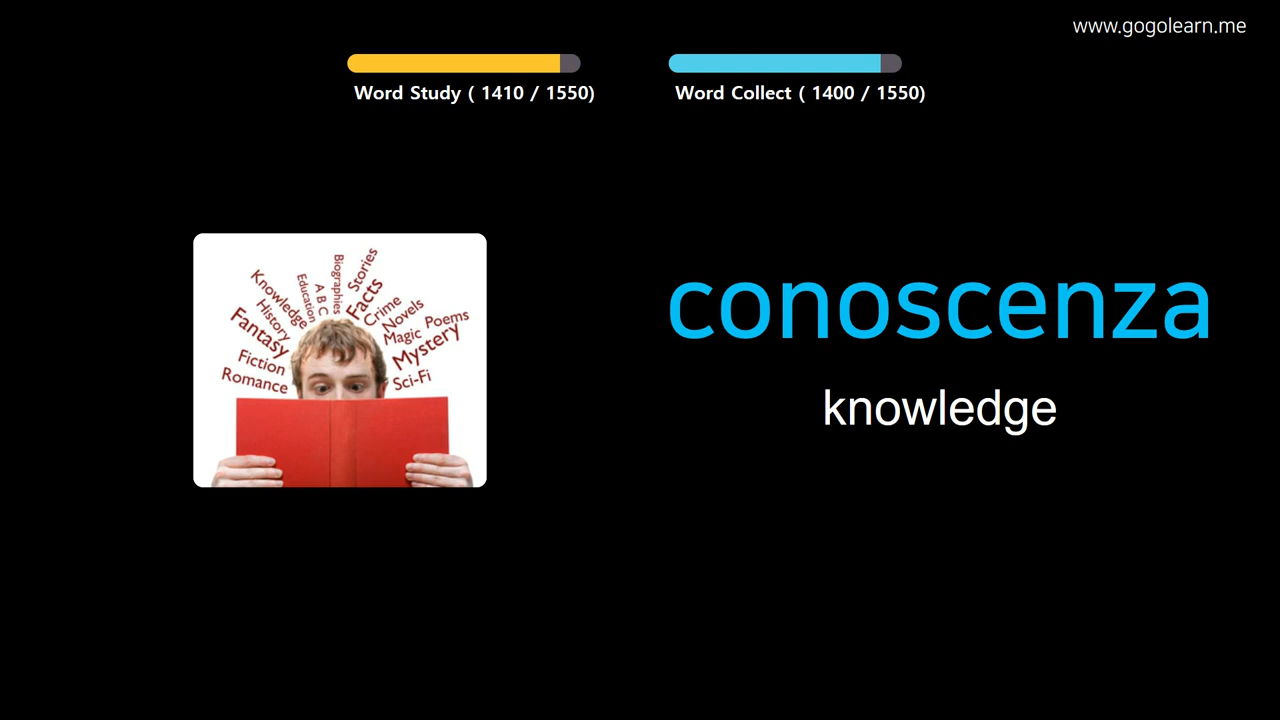 www.gogolearn.me
Word Study ( 1410 / 1550)
Word Collect ( 1400 / 1550)
Knowledge
History
Fantasy
Fiction
Romance
Education
A B C
Biographies
Stories
Facts
Crime
Novels
Magic
Poems
Mystery
Sci-Fi
conoscenza
knowledge